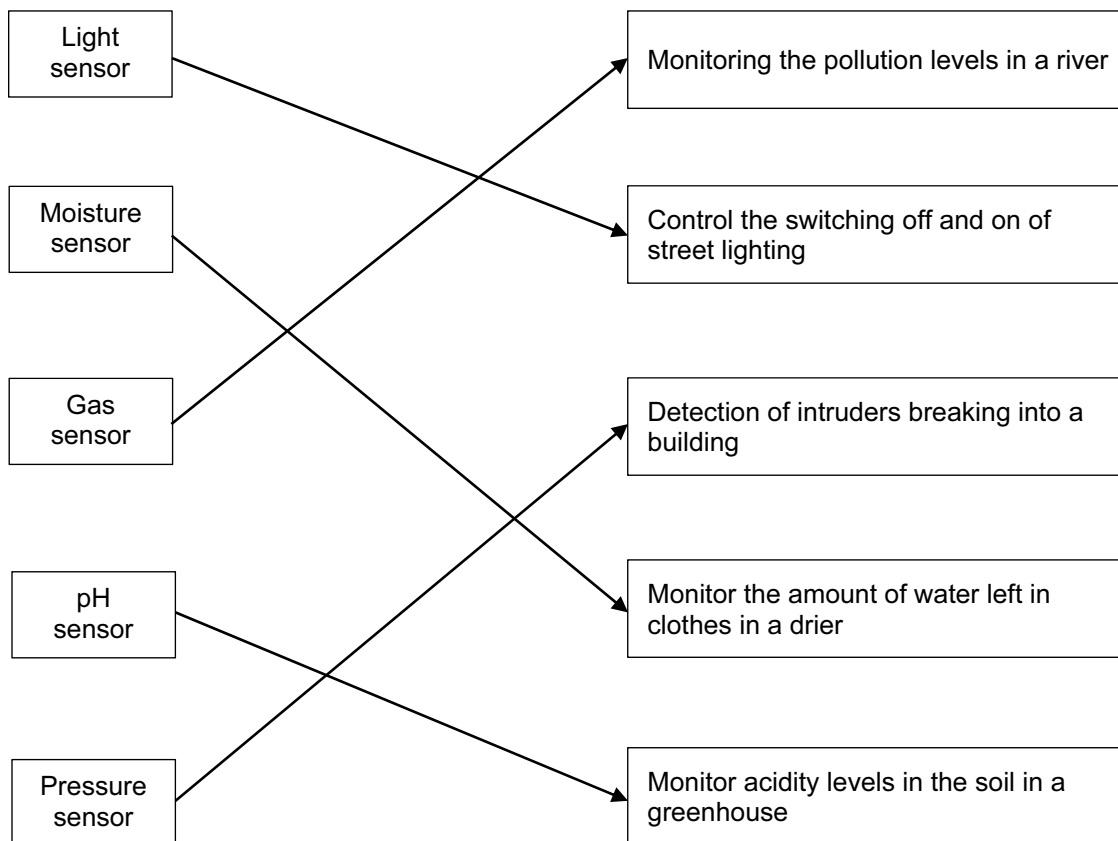 Light
sensor
Monitoring the pollution levels in a river
Moisture
sensor
Control the switching off and on of
street lighting
Gas
sensor
Detection of intruders breaking into a
building
pH
sensor
Monitor the amount of water left in
clothes in a drier
Pressure
sensor
Monitor acidity levels in the soil in a
greenhouse